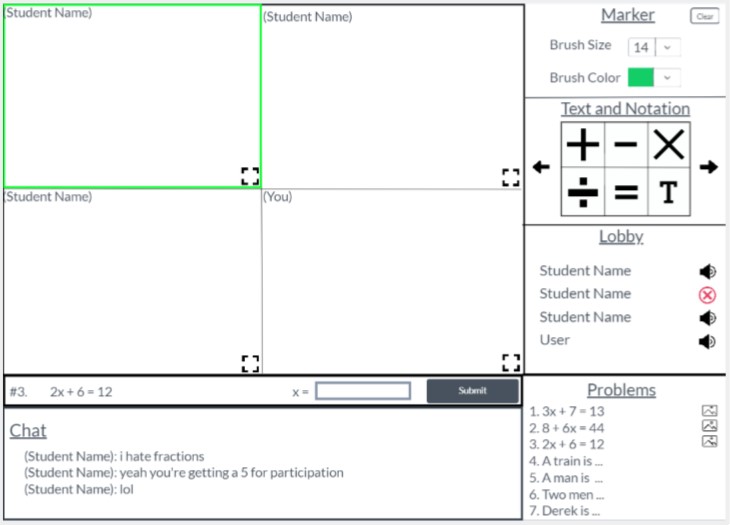 (Student Name)
(Student Name)
(Student Name)
(You)
#3. 2x + 6 = 12 x = Submit
Chat
(Student Name): i hate fractions
(Student Name): yeah you're getting a 5 for participation
(Student Name): lol
Marker Clear
Brush Size 14
Brush Color
Text and Notation
+ − ×
÷ = T
Lobby
Student Name
Student Name
Student Name
User
Problems
1. 3x + 7 = 13
2. 8 + 6x = 44
3. 2x + 6 = 12
4. A train is ...
5. A man is ...
6. Two men ...
7. Derek is ...